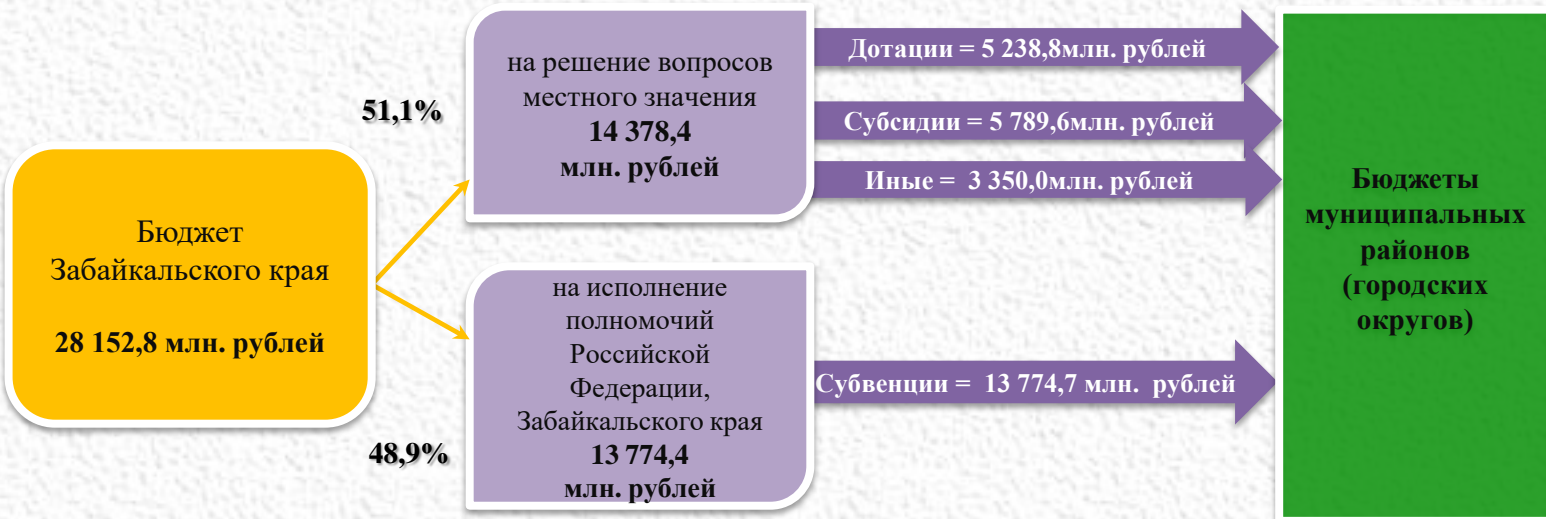 Бюджет
Забайкальского края
28 152,8 млн. рублей
51,1%
на решение вопросов
местного значения
14 378,4
млн. рублей
48,9%
на исполнение
полномочий
Российской
Федерации,
Забайкальского края
13 774,4
млн. рублей
Дотации = 5 238,8млн. рублей
Субсидии = 5 789,6млн. рублей
Иные = 3 350,0млн. рублей
Субвенции = 13 774,7 млн. рублей
Бюджеты
муниципальных
районов
(городских
округов)